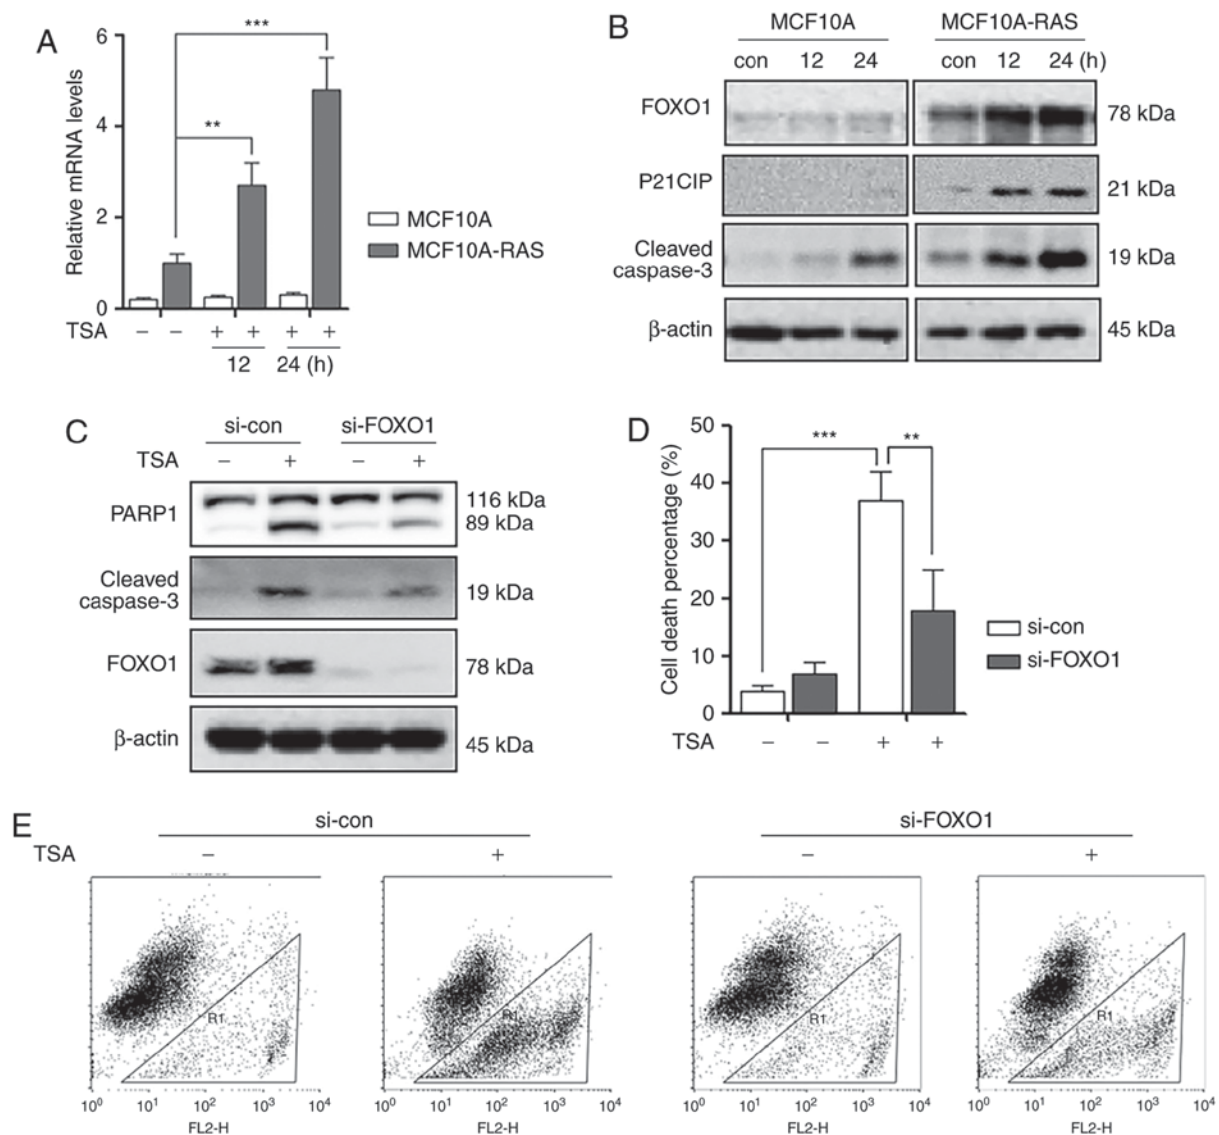 A
6
***
4
**
2
0
Relative mRNA levels
MCF10A
MCF10A-RAS
TSA − − + + + +
12 24 (h)
B
MCF10A MCF10A-RAS
con 12 24 con 12 24 (h)
FOXO1 78 kDa
P21CIP 21 kDa
Cleaved
caspase-3 19 kDa
β-actin 45 kDa
C
si-con si-FOXO1
TSA − + − +
PARP1 116 kDa
89 kDa
Cleaved
caspase-3 19 kDa
FOXO1 78 kDa
β-actin 45 kDa
D
50
*** **
40
30
20
10
0
Cell death percentage (%)
si-con
si-FOXO1
TSA − − + +
E
si-con si-FOXO1
TSA − + − +
R1 R1 R1 R1
10⁰ 10¹ 10² 10³ 10⁴ 10⁰ 10¹ 10² 10³ 10⁴ 10⁰ 10¹ 10² 10³ 10⁴ 10⁰ 10¹ 10² 10³ 10⁴
FL2-H FL2-H FL2-H FL2-H